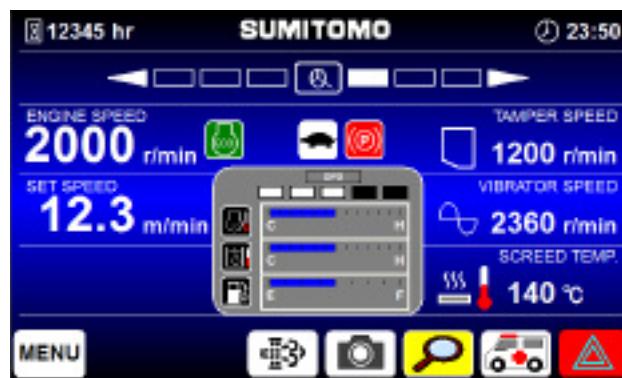 12345 hr SUMITOMO 23:50
ENGINE SPEED
2000 r/min
(P)
TAMPER SPEED
1200 r/min
SET SPEED
12.3 m/min
VIBRATOR SPEED
2360 r/min
C H
C H
E F
SCREED TEMP.
140 ℃
MENU